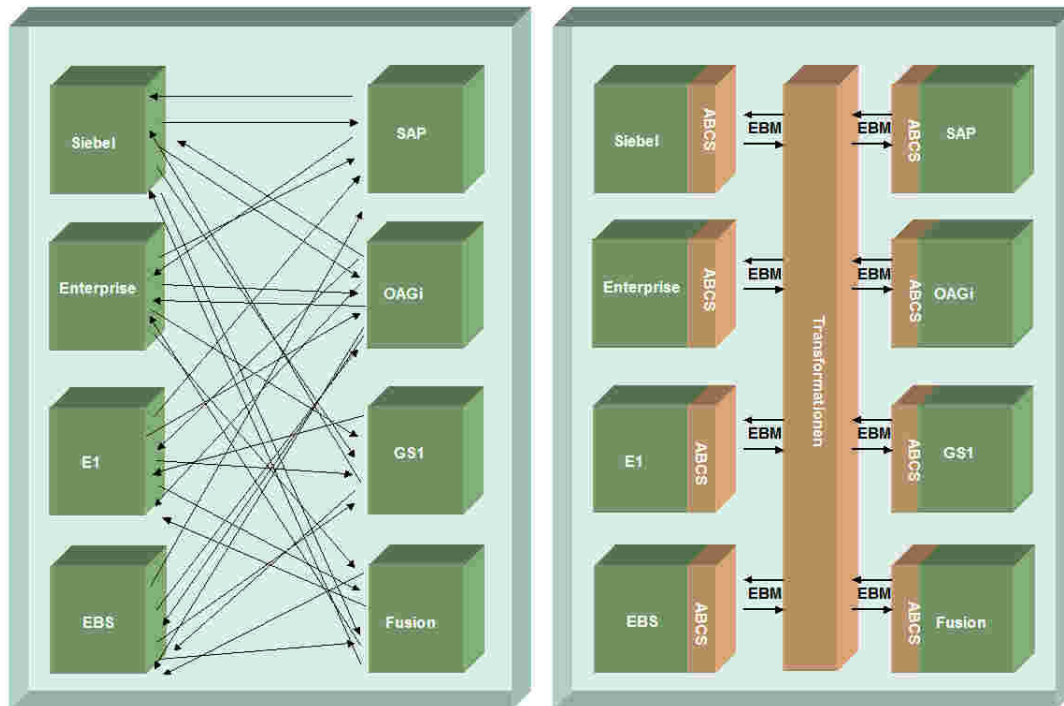 Siebel
SAP
Enterprise
OAGi
E1
GS1
EBS
Fusion
Siebel
ABCS
EBM
Transformationen
EBM
ABCS
SAP
Enterprise
ABCS
EBM
EBM
ABCS
OAGi
E1
ABCS
EBM
EBM
ABCS
GS1
EBS
ABCS
EBM
EBM
ABCS
Fusion